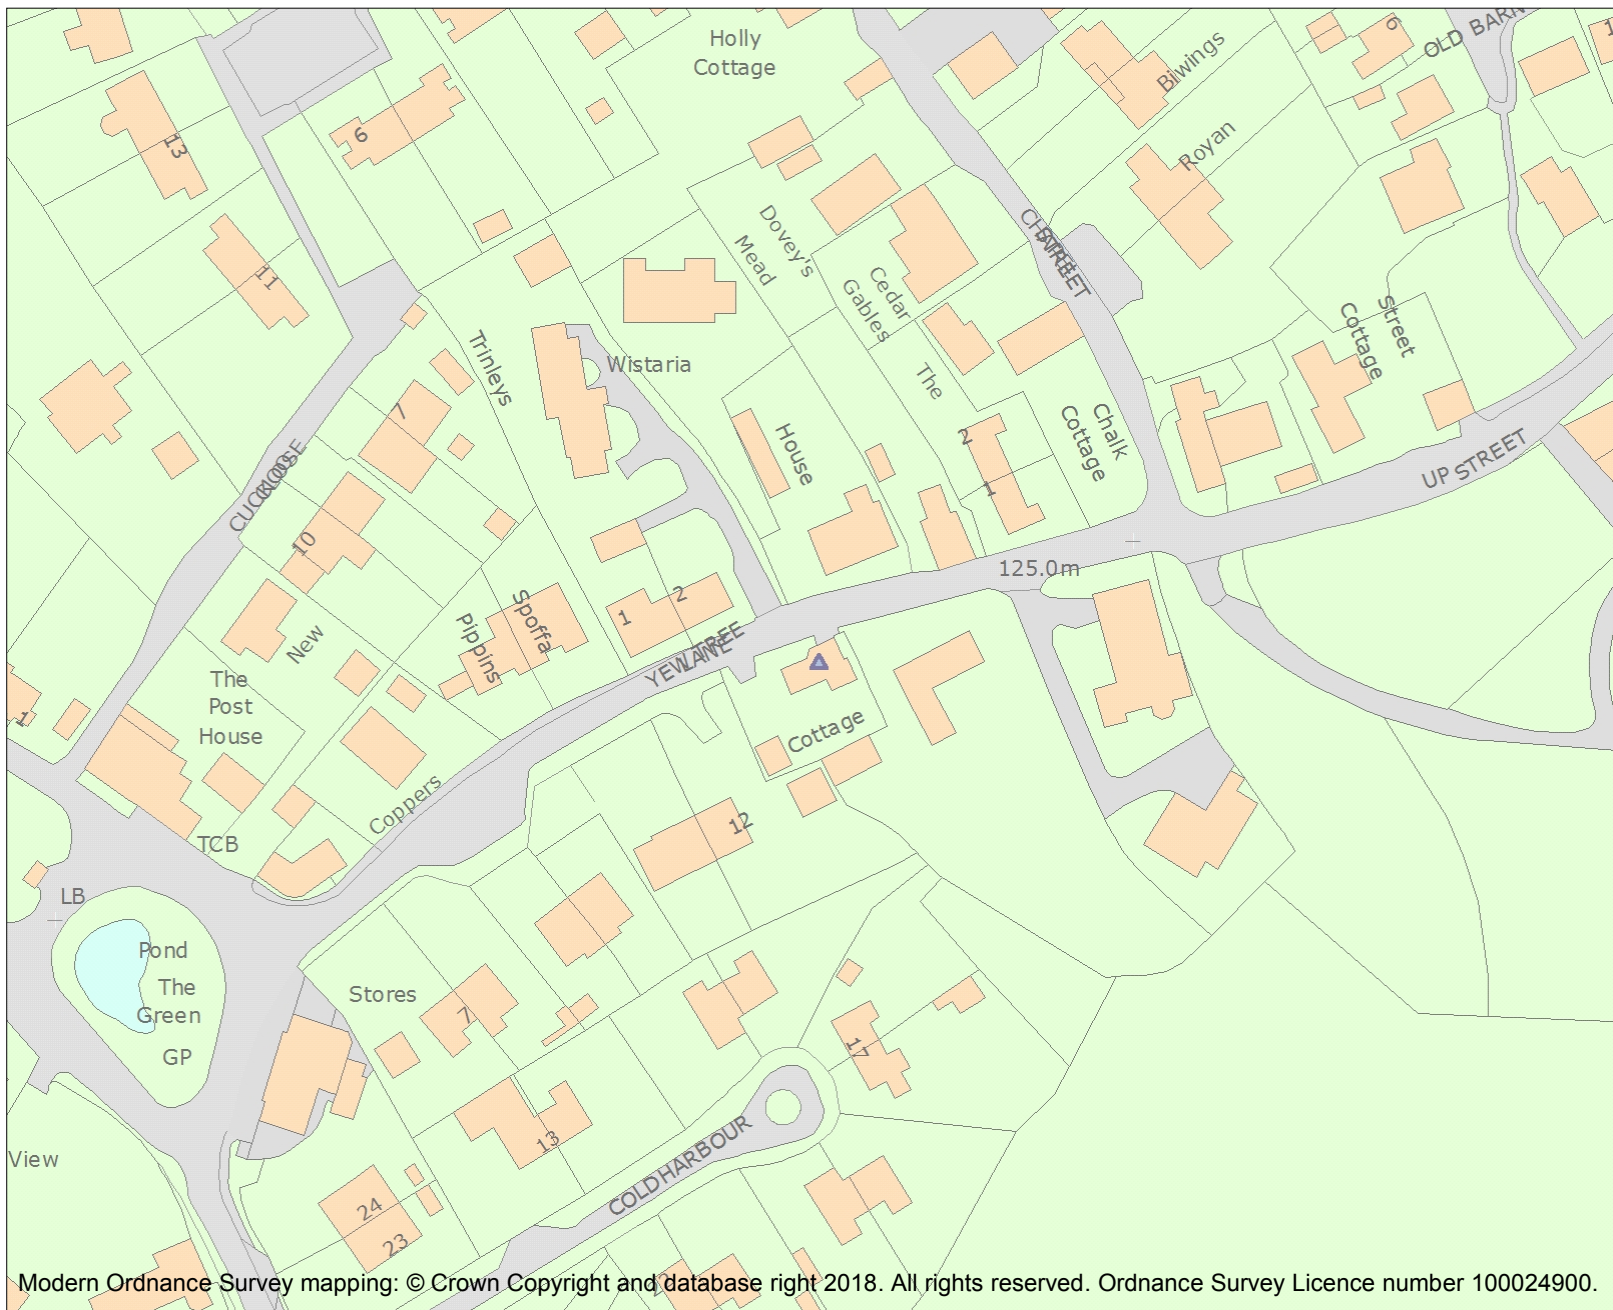 Holly
Cottage
6
OLD BARN
Biwings
13
6
Royan
CHAPEL
STREET
Dovey's
Mead
11
Cedar
Gables
Street
Cottage
Trinleys
Wistaria
The
7
Chalk
Cottage
2
House
1
CUCKOO
CLOSE
UP STREET
10
125.0m
Spoffa
2
1
New
Pippins
YEW TREE
LANE
The
Post
House
1
Cottage
Coppers
12
TCB
LB
Pond
The
Green
Stores
7
GP
17
13
COLDHARBOUR
View
24
23
Modern Ordnance Survey mapping: © Crown Copyright and database right 2018. All rights reserved. Ordnance Survey Licence number 100024900.